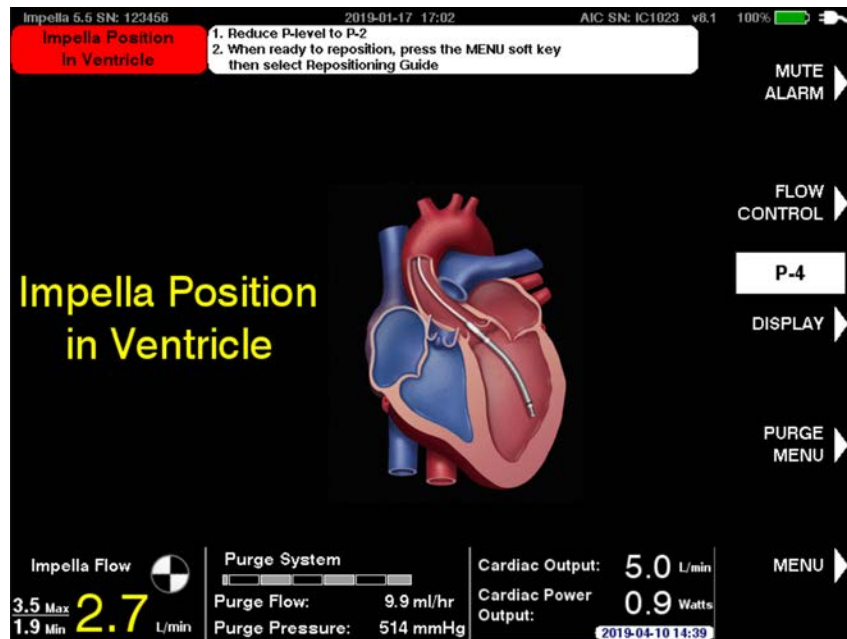 Impella 5.5 SN: 123456 2019-01-17 17:02 AIC SN: IC1023 v8.1 100%
Impella Position
In Ventricle
1. Reduce P-level to P-2
2. When ready to reposition, press the MENU soft key
then select Repositioning Guide
MUTE
ALARM
FLOW
CONTROL
P-4
DISPLAY
PURGE
MENU
MENU
Impella Position
in Ventricle
Impella Flow
3.5 Max
1.9 Min
2.7 L/min
Purge System
Purge Flow: 9.9 ml/hr
Purge Pressure: 514 mmHg
Cardiac Output: 5.0 L/min
Cardiac Power
Output: 0.9 Watts
2019-04-10 14:39